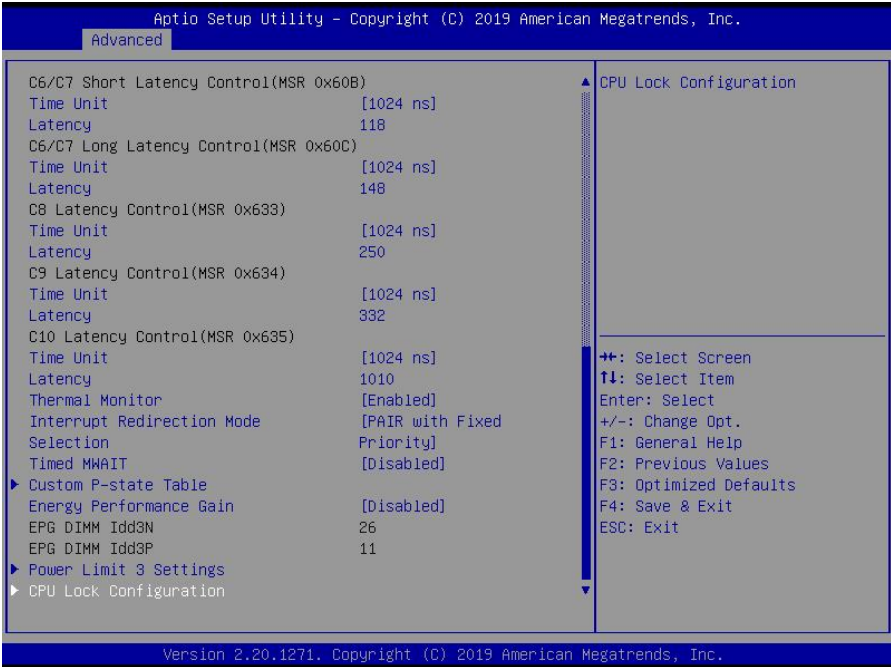 Aptio Setup Utility – Copyright (C) 2019 American Megatrends, Inc.
Advanced
C6/C7 Short Latency Control(MSR 0x60B)
Time Unit [1024 ns]
Latency 118
C6/C7 Long Latency Control(MSR 0x60C)
Time Unit [1024 ns]
Latency 148
C8 Latency Control(MSR 0x633)
Time Unit [1024 ns]
Latency 250
C9 Latency Control(MSR 0x634)
Time Unit [1024 ns]
Latency 332
C10 Latency Control(MSR 0x635)
Time Unit [1024 ns]
Latency 1010
Thermal Monitor [Enabled]
Interrupt Redirection Mode [PAIR with Fixed
Selection Priority]
Timed MWAIT [Disabled]
Custom P-state Table
Energy Performance Gain [Disabled]
EPG DIMM Idd3N 26
EPG DIMM Idd3P 11
Power Limit 3 Settings
CPU Lock Configuration
CPU Lock Configuration
→←: Select Screen
↑↓: Select Item
Enter: Select
+/-: Change Opt.
F1: General Help
F2: Previous Values
F3: Optimized Defaults
F4: Save & Exit
ESC: Exit
Version 2.20.1271. Copyright (C) 2019 American Megatrends, Inc.